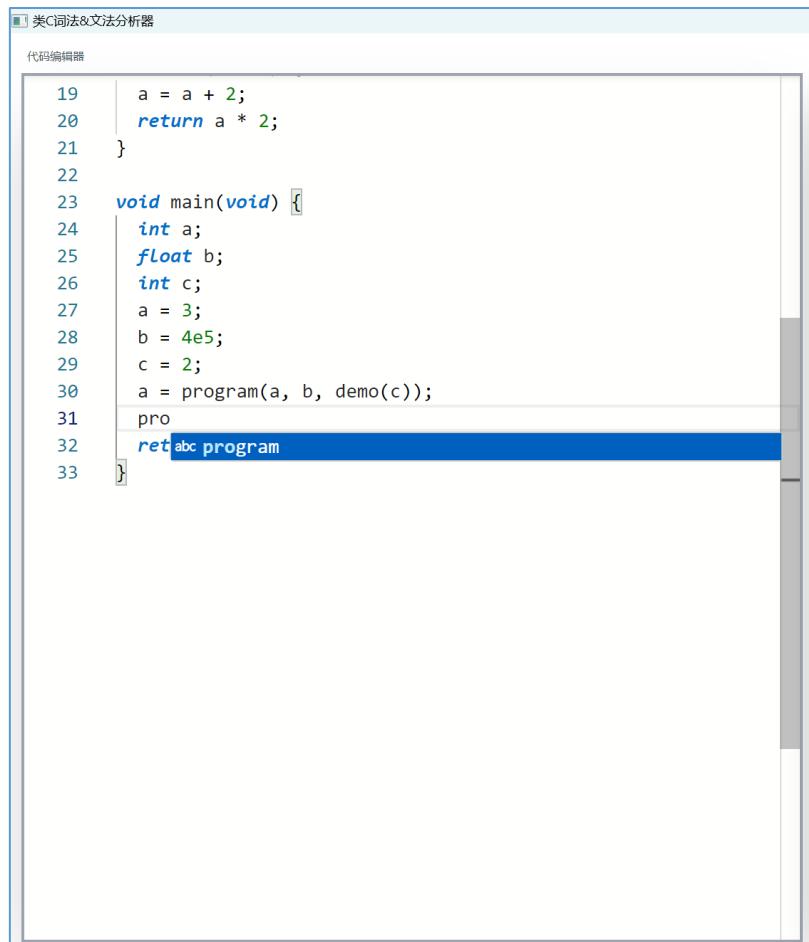 类C词法&文法分析器
代码编辑器
19 a = a + 2;
20 return a * 2;
21 }
22
23 void main(void) {
24 int a;
25 float b;
26 int c;
27 a = 3;
28 b = 4e5;
29 c = 2;
30 a = program(a, b, demo(c));
31 pro
32 ret abc program
33 }